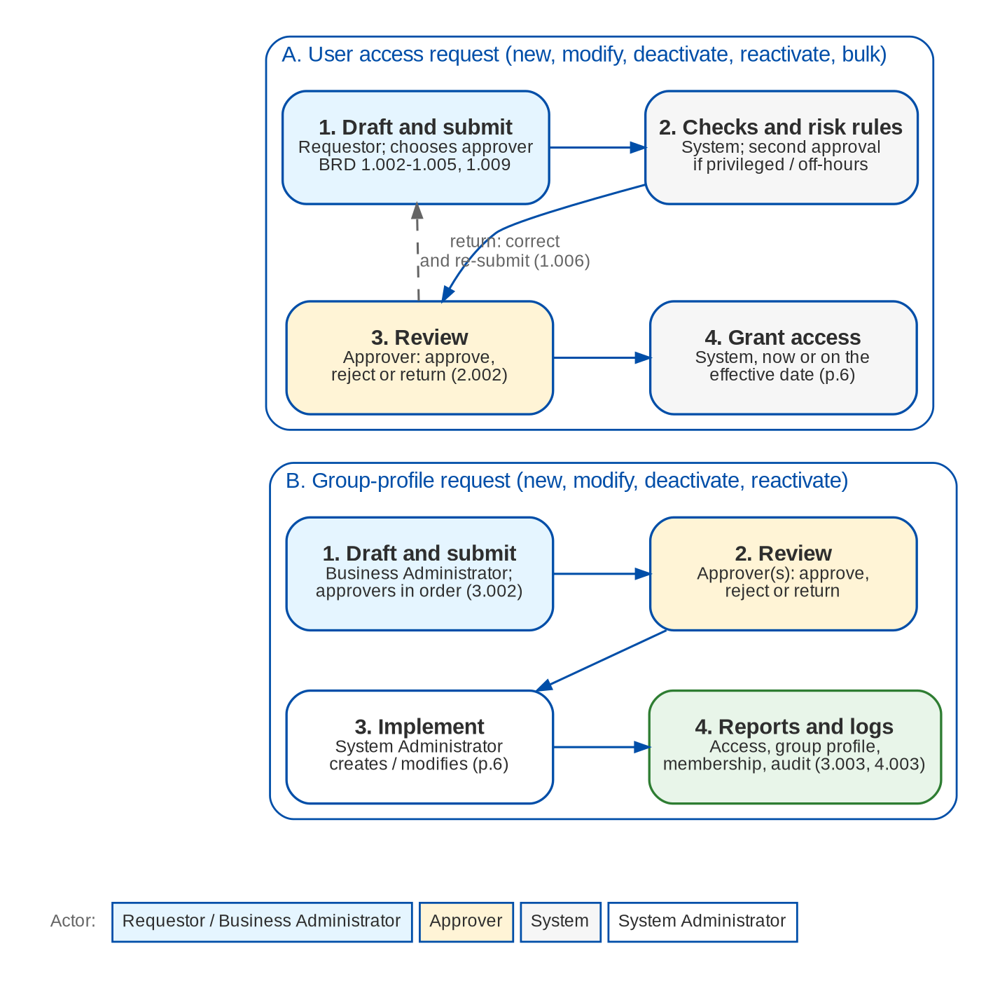 A. User access request (new, modify, deactivate, reactivate, bulk)
1. Draft and submit
Requestor; chooses approver
BRD 1.002-1.005, 1.009
2. Checks and risk rules
System; second approval
if privileged / off-hours
return: correct
and re-submit (1.006)
3. Review
Approver: approve,
reject or return (2.002)
4. Grant access
System, now or on the
effective date (p.6)
B. Group-profile request (new, modify, deactivate, reactivate)
1. Draft and submit
Business Administrator;
approvers in order (3.002)
2. Review
Approver(s): approve,
reject or return
3. Implement
System Administrator
creates / modifies (p.6)
4. Reports and logs
Access, group profile,
membership, audit (3.003, 4.003)
Actor: Requestor / Business Administrator Approver System System Administrator